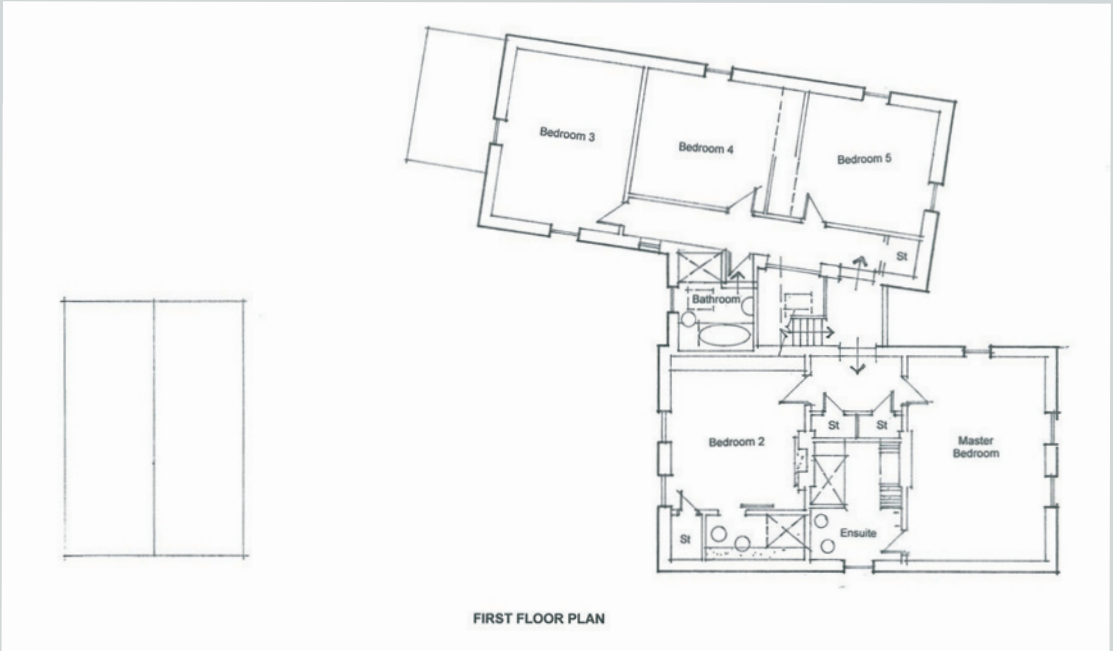 Bedroom 3
Bedroom 4
Bedroom 5
St
Bathroom
St
St
Bedroom 2
Master
Bedroom
St
Ensuite
FIRST FLOOR PLAN